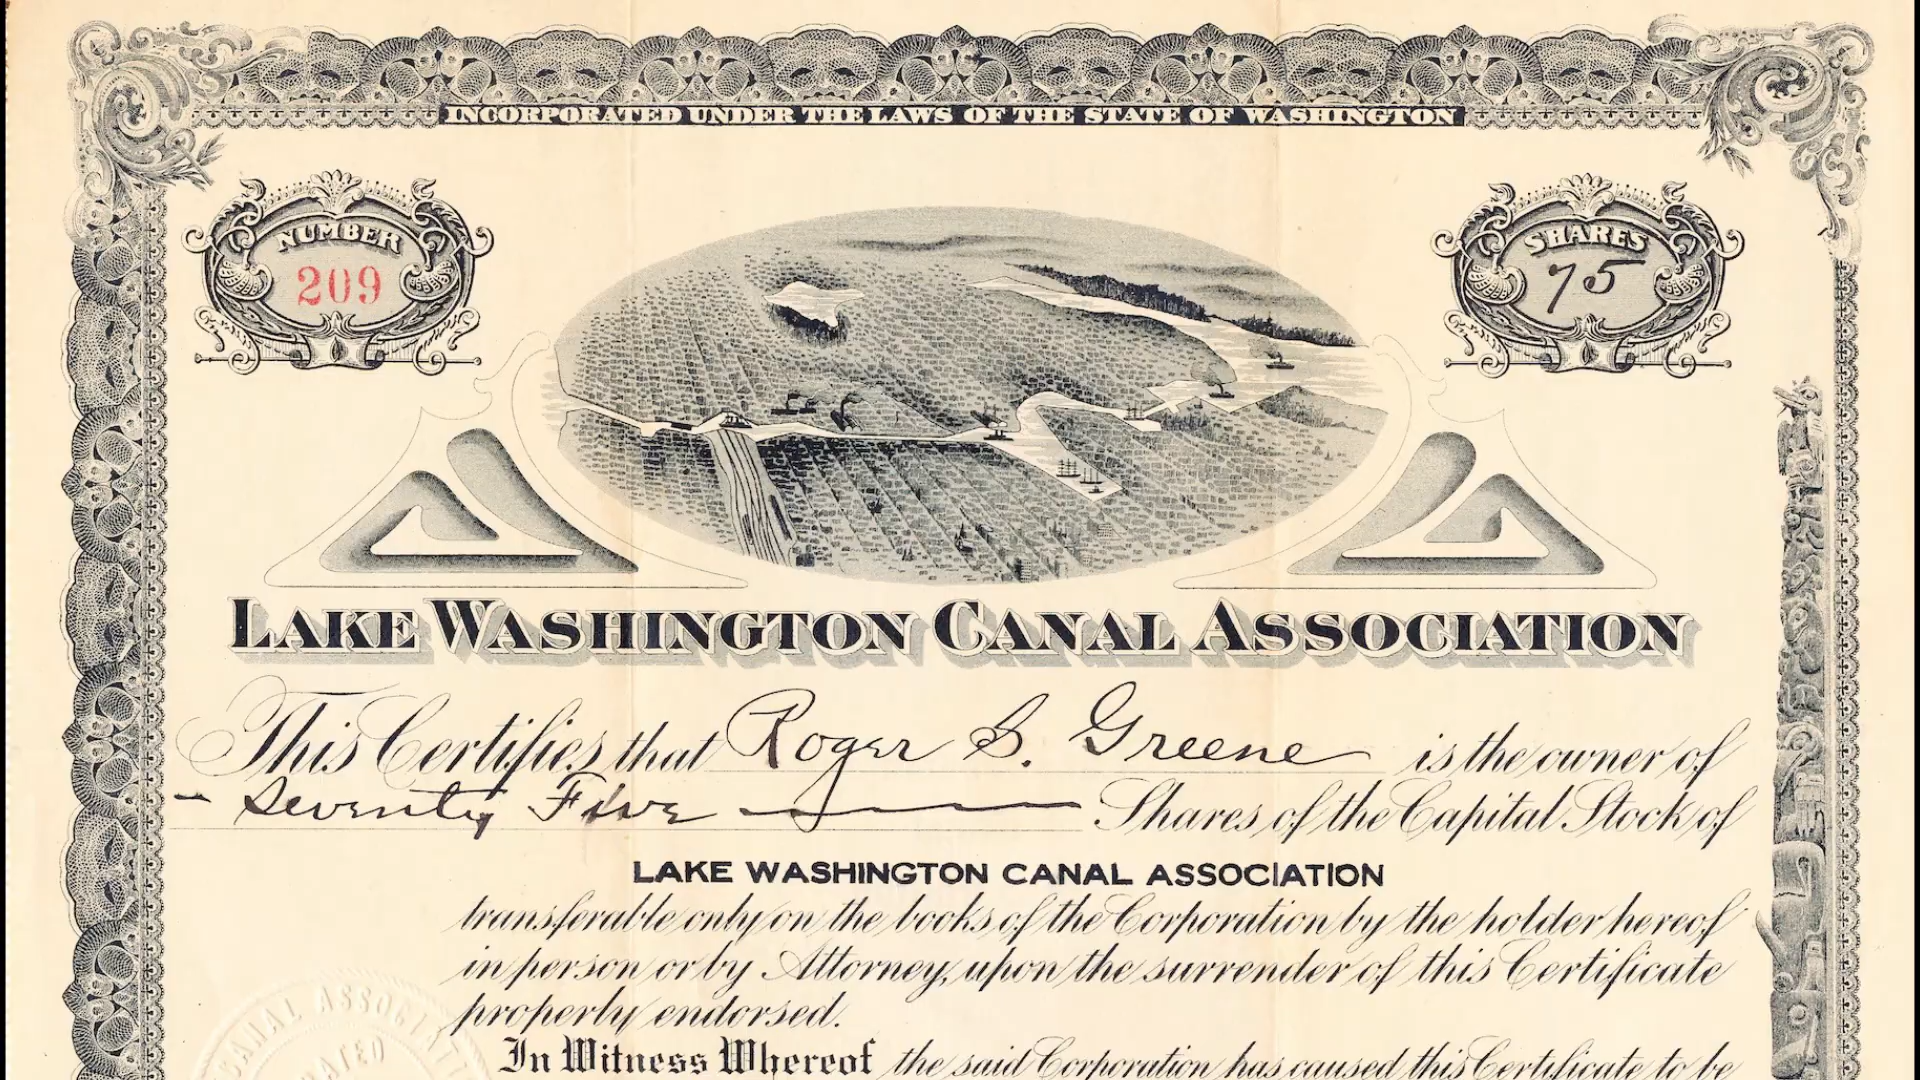 INCORPORATED UNDER THE LAWS OF THE STATE OF WASHINGTON
NUMBER
209
SHARES
75
LAKE WASHINGTON CANAL ASSOCIATION
This Certifies that Roger S. Greene is the owner of
- Seventy Five Shares of the Capital Stock of
LAKE WASHINGTON CANAL ASSOCIATION
transferable only on the books of the Corporation by the holder hereof
in person or by Attorney, upon the surrender of this Certificate
properly endorsed.
In Witness Whereof the said Corporation has caused this Certificate to be
CANAL ASSOCIAT